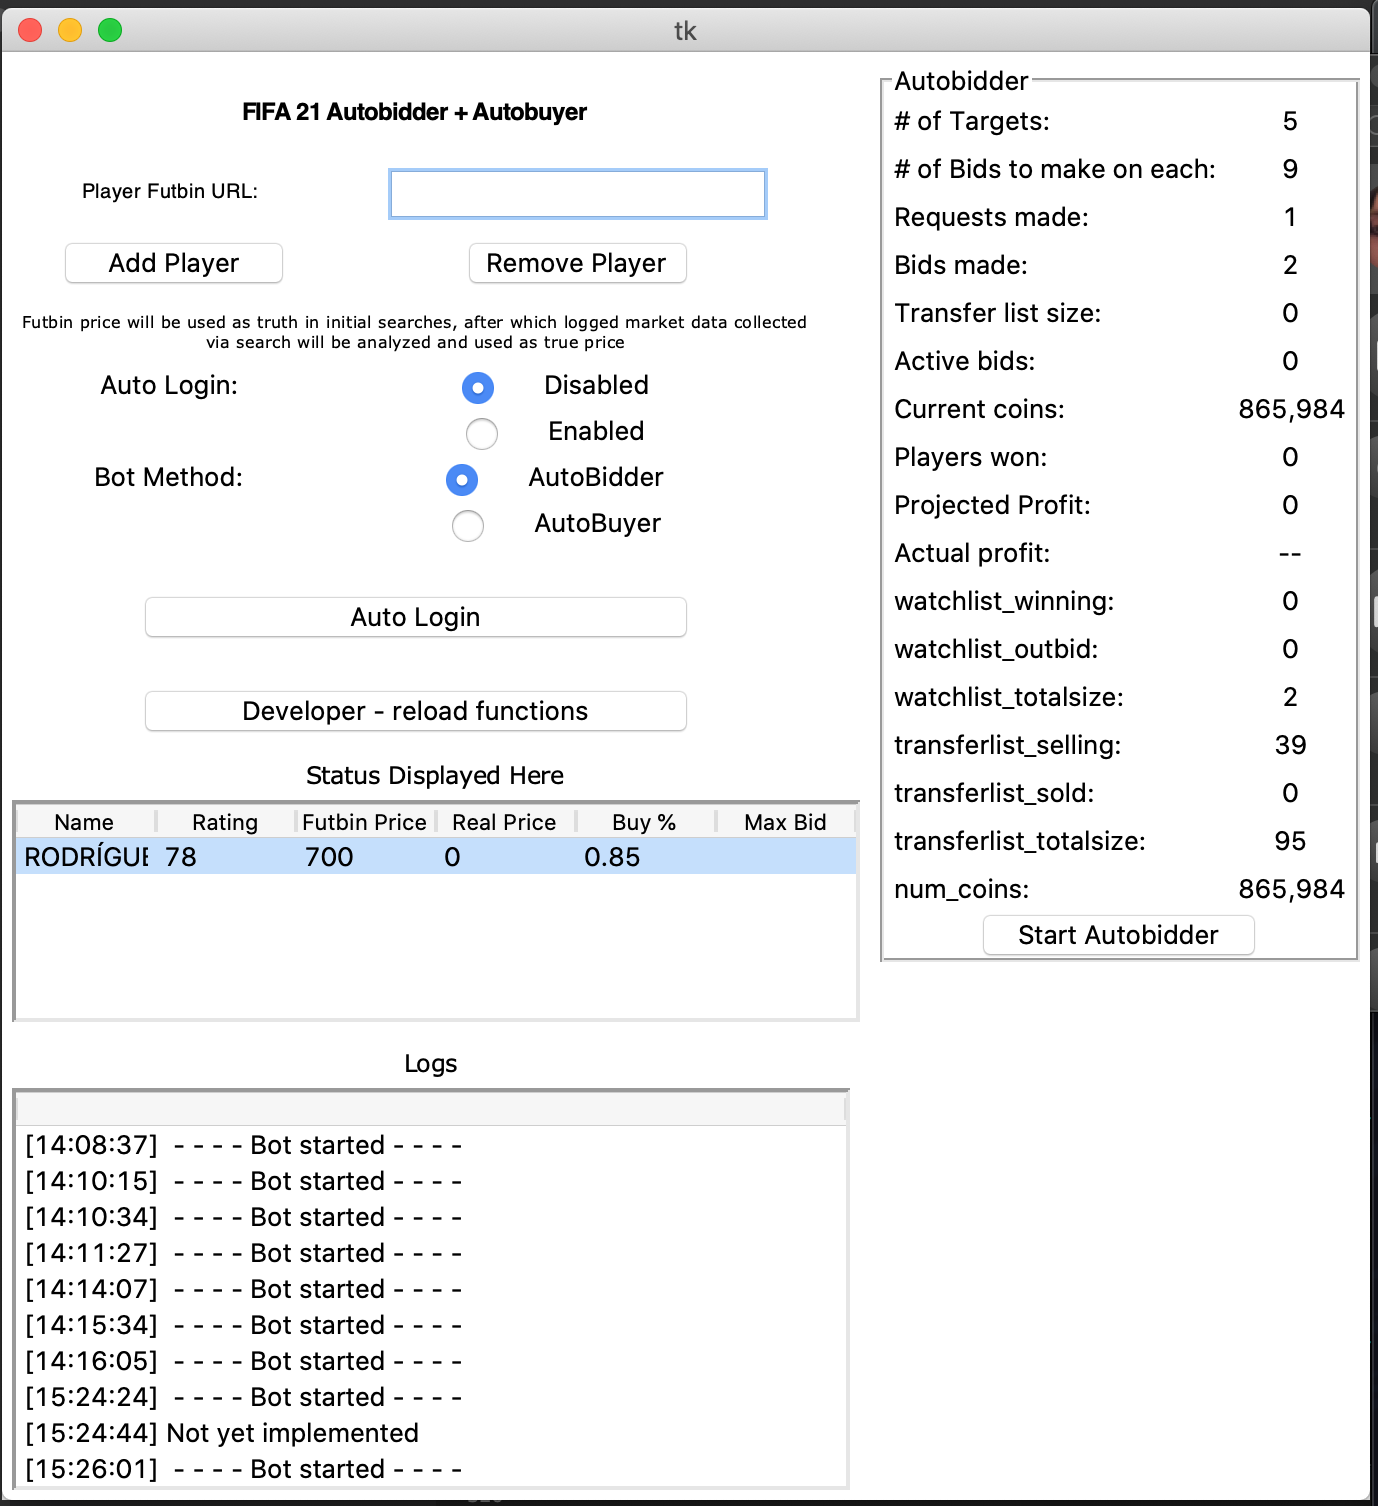 tk
FIFA 21 Autobidder + Autobuyer
Player Futbin URL:
Add Player
Remove Player
Futbin price will be used as truth in initial searches, after which logged market data collected
via search will be analyzed and used as true price
Auto Login:
Disabled
Enabled
Bot Method:
AutoBidder
AutoBuyer
Auto Login
Developer - reload functions
Status Displayed Here
Name Rating Futbin Price Real Price Buy % Max Bid
RODRÍGUE 78 700 0 0.85
Logs
[14:08:37] - - - - Bot started - - - -
[14:10:15] - - - - Bot started - - - -
[14:10:34] - - - - Bot started - - - -
[14:11:27] - - - - Bot started - - - -
[14:14:07] - - - - Bot started - - - -
[14:15:34] - - - - Bot started - - - -
[14:16:05] - - - - Bot started - - - -
[15:24:24] - - - - Bot started - - - -
[15:24:44] Not yet implemented
[15:26:01] - - - - Bot started - - - -
Autobidder
# of Targets: 5
# of Bids to make on each: 9
Requests made: 1
Bids made: 2
Transfer list size: 0
Active bids: 0
Current coins: 865,984
Players won: 0
Projected Profit: 0
Actual profit: --
watchlist_winning: 0
watchlist_outbid: 0
watchlist_totalsize: 2
transferlist_selling: 39
transferlist_sold: 0
transferlist_totalsize: 95
num_coins: 865,984
Start Autobidder